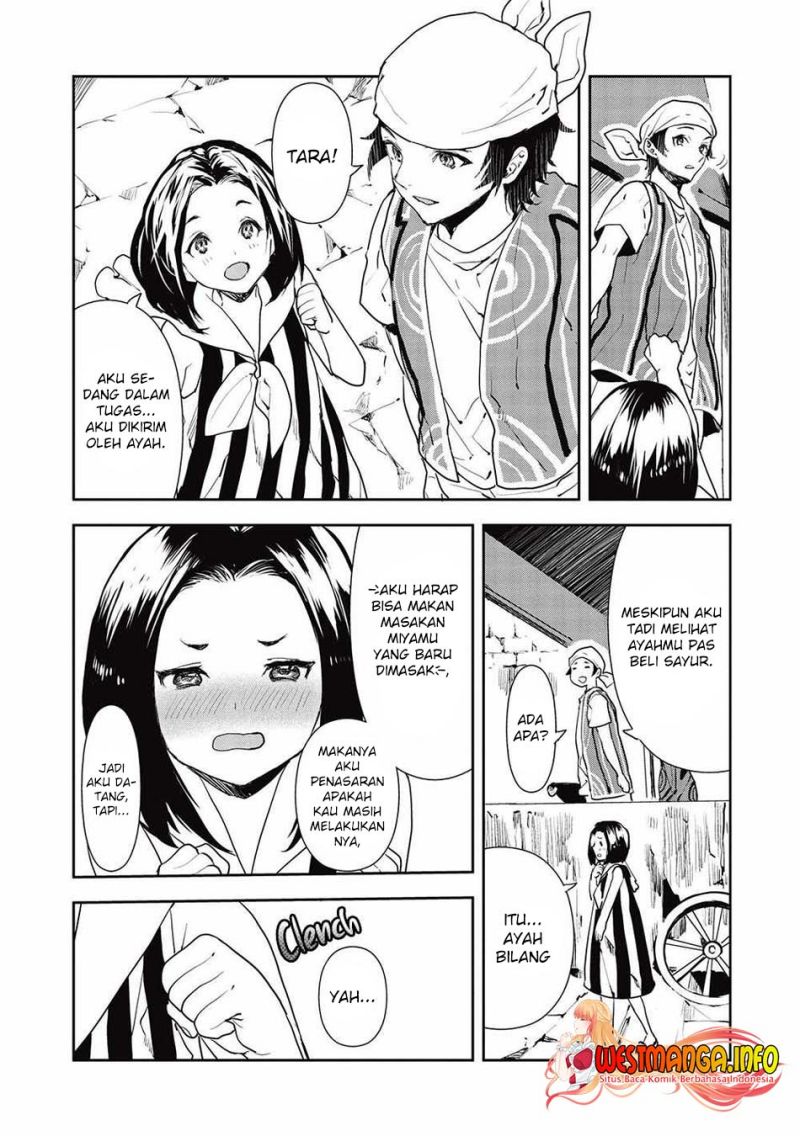 TARA!
AKU SE-
DANG DALAM
TUGAS...
AKU DIKIRIM
OLEH AYAH.
MESKIPUN AKU
TADI MELIHAT
AYAHMU PAS
BELI SAYUR.
ADA
APA?
ITU...
AYAH
BILANG
~AKU HARAP
BISA MAKAN
MASAKAN
MIYAMU
YANG BARU
DIMASAK~,
MAKANYA
AKU
PENASARAN
APAKAH
KAU MASIH
MELAKUKAN
NYA,
JADI
AKU DA-
TANG,
TAPI...
Clench
YAH...
WESTMANGA.INFO
Situs Baca Komik Berbahasa Indonesia